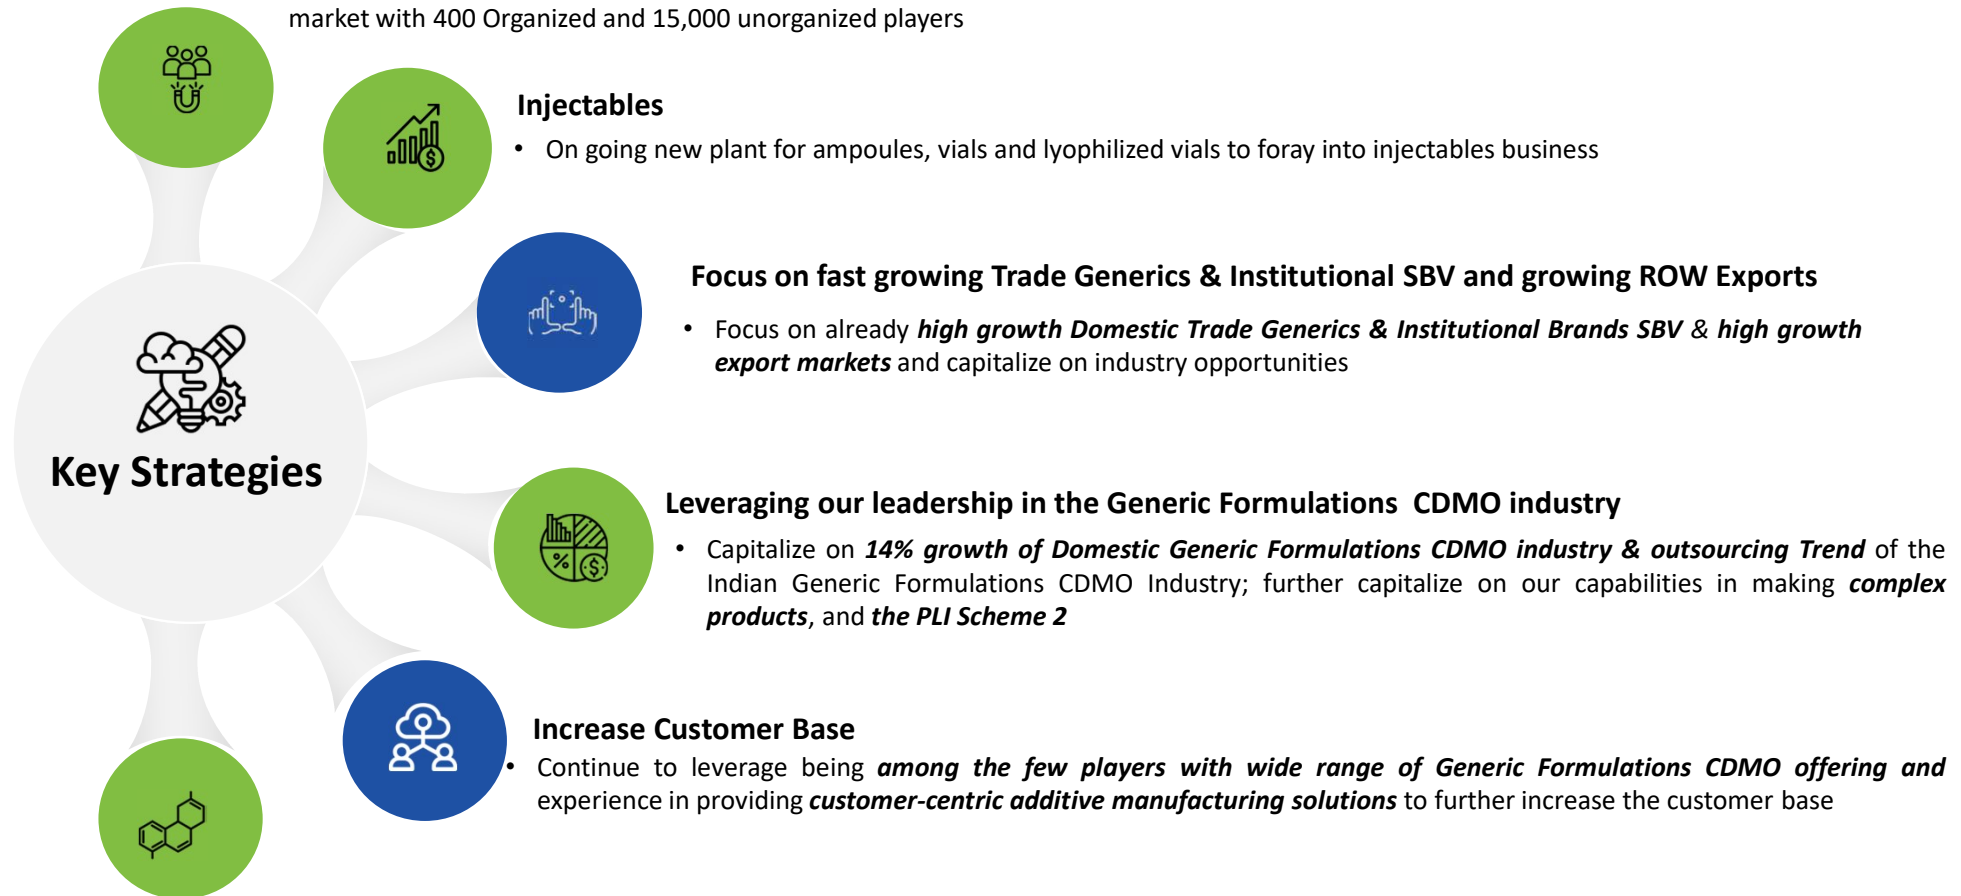 market with 400 Organized and 15,000 unorganized players
Injectables
• On going new plant for ampoules, vials and lyophilized vials to foray into injectables business
Focus on fast growing Trade Generics & Institutional SBV and growing ROW Exports
• Focus on already high growth Domestic Trade Generics & Institutional Brands SBV & high growth
export markets and capitalize on industry opportunities
Key Strategies
Leveraging our leadership in the Generic Formulations CDMO industry
• Capitalize on 14% growth of Domestic Generic Formulations CDMO industry & outsourcing Trend of the
Indian Generic Formulations CDMO Industry; further capitalize on our capabilities in making complex
products, and the PLI Scheme 2
Increase Customer Base
• Continue to leverage being among the few players with wide range of Generic Formulations CDMO offering and
experience in providing customer-centric additive manufacturing solutions to further increase the customer base